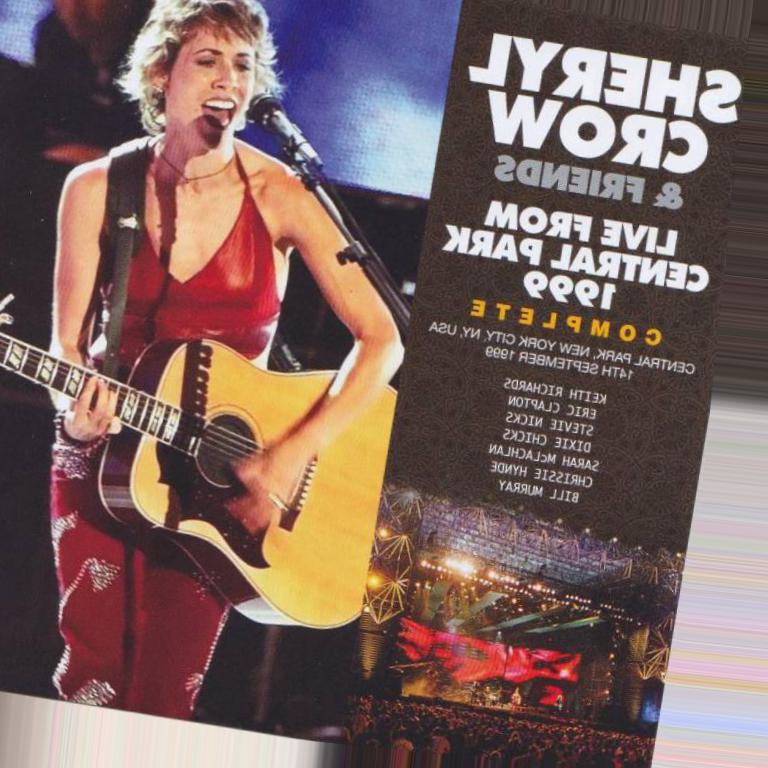 SHERYL
CROW
& FRIENDS
LIVE FROM
CENTRAL PARK
1999
COMPLETE
CENTRAL PARK, NEW YORK CITY, NY, USA
14TH SEPTEMBER 1999
KEITH RICHARDS
ERIC CLAPTON
STEVIE NICKS
DIXIE CHICKS
SARAH McLACHLAN
CHRISSIE HYNDE
BILL MURRAY